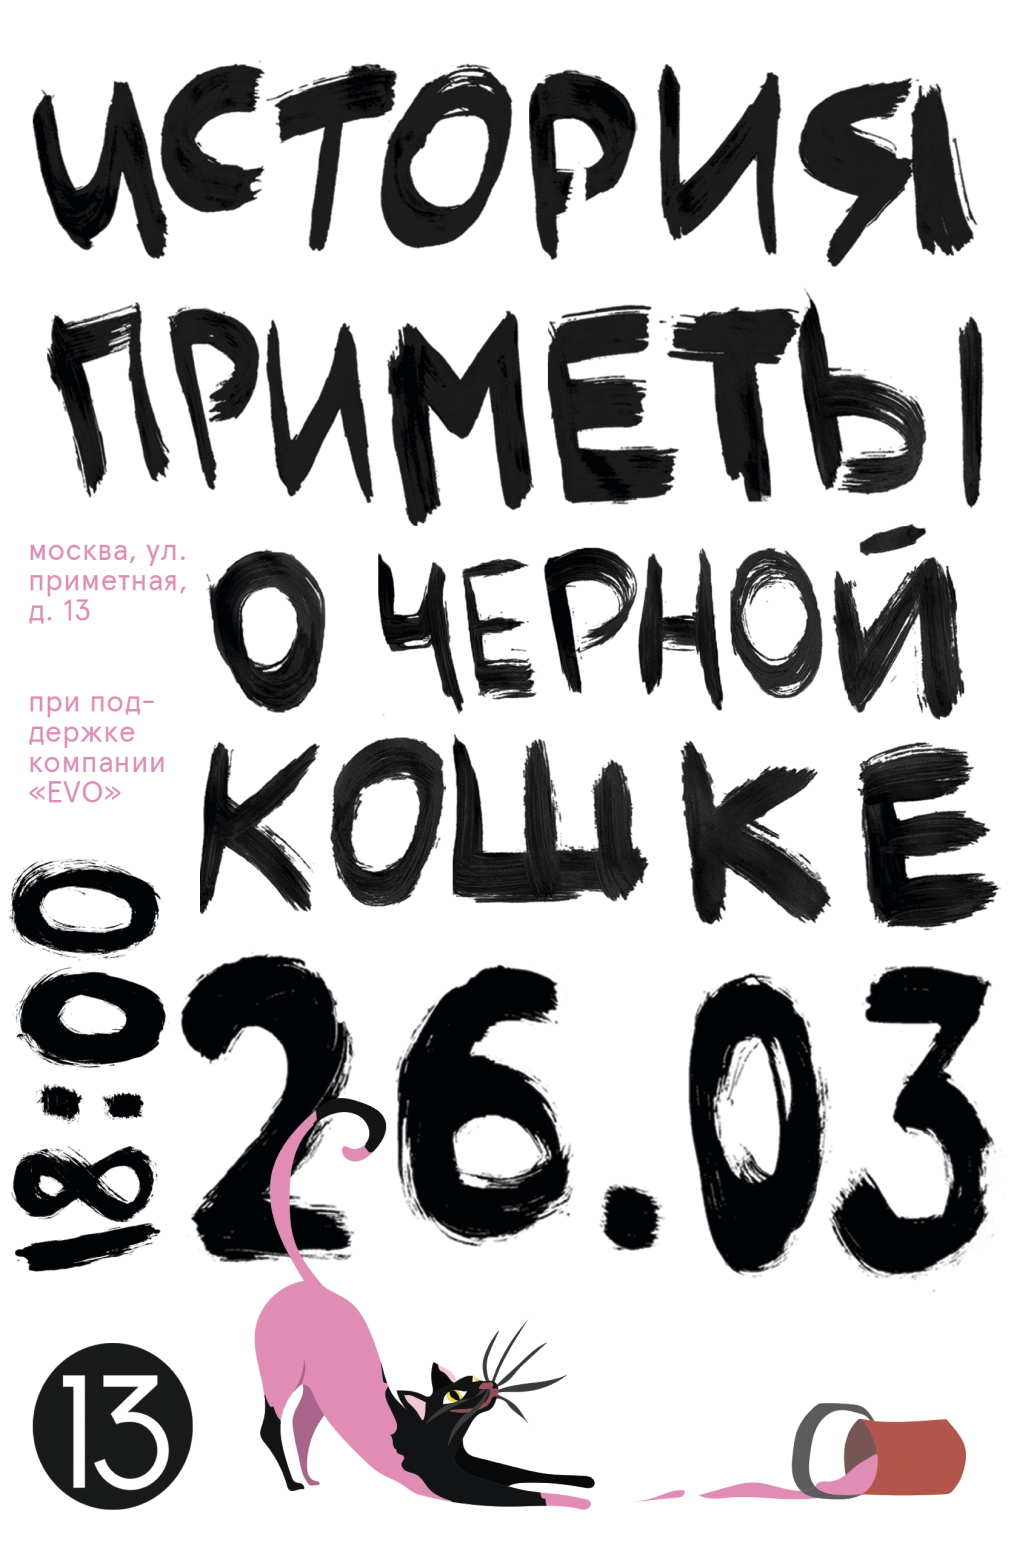 ИСТОРИЯ
ПРИМЕТЫ
О ЧЕРНОЙ
КОШКЕ
москва, ул.
приметная,
д. 13
при под-
держке
компании
«EVO»
18:00
26.03
13